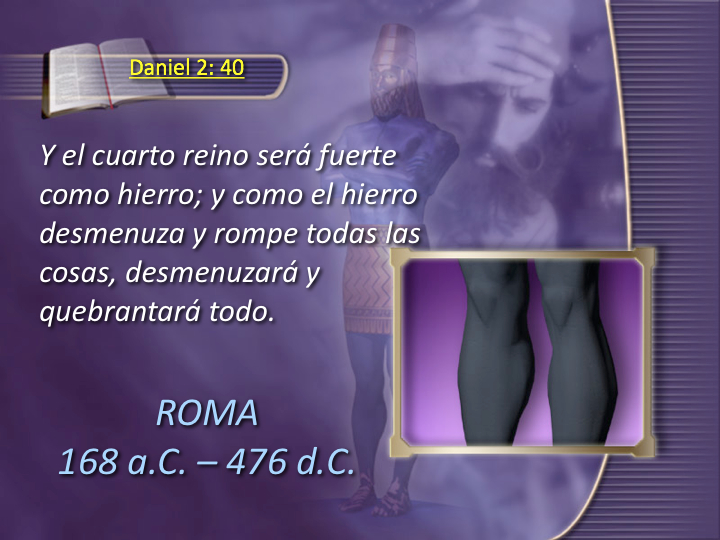 Daniel 2: 40
Y el cuarto reino será fuerte
como hierro; y como el hierro
desmenuza y rompe todas las
cosas, desmenuzará y
quebrantará todo.
ROMA
168 a.C. – 476 d.C.